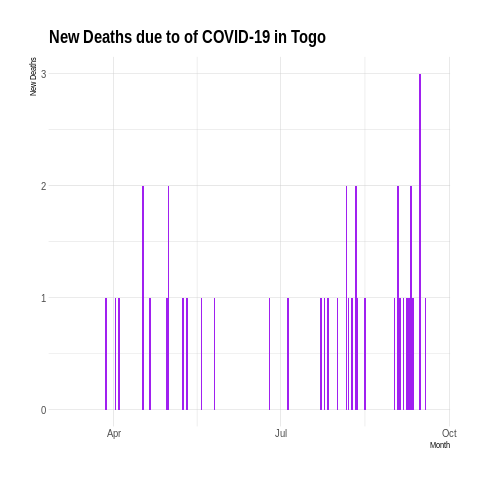 New Deaths due to of COVID-19 in Togo
New Deaths
3
2
1
0
Apr
Jul
Oct
Month